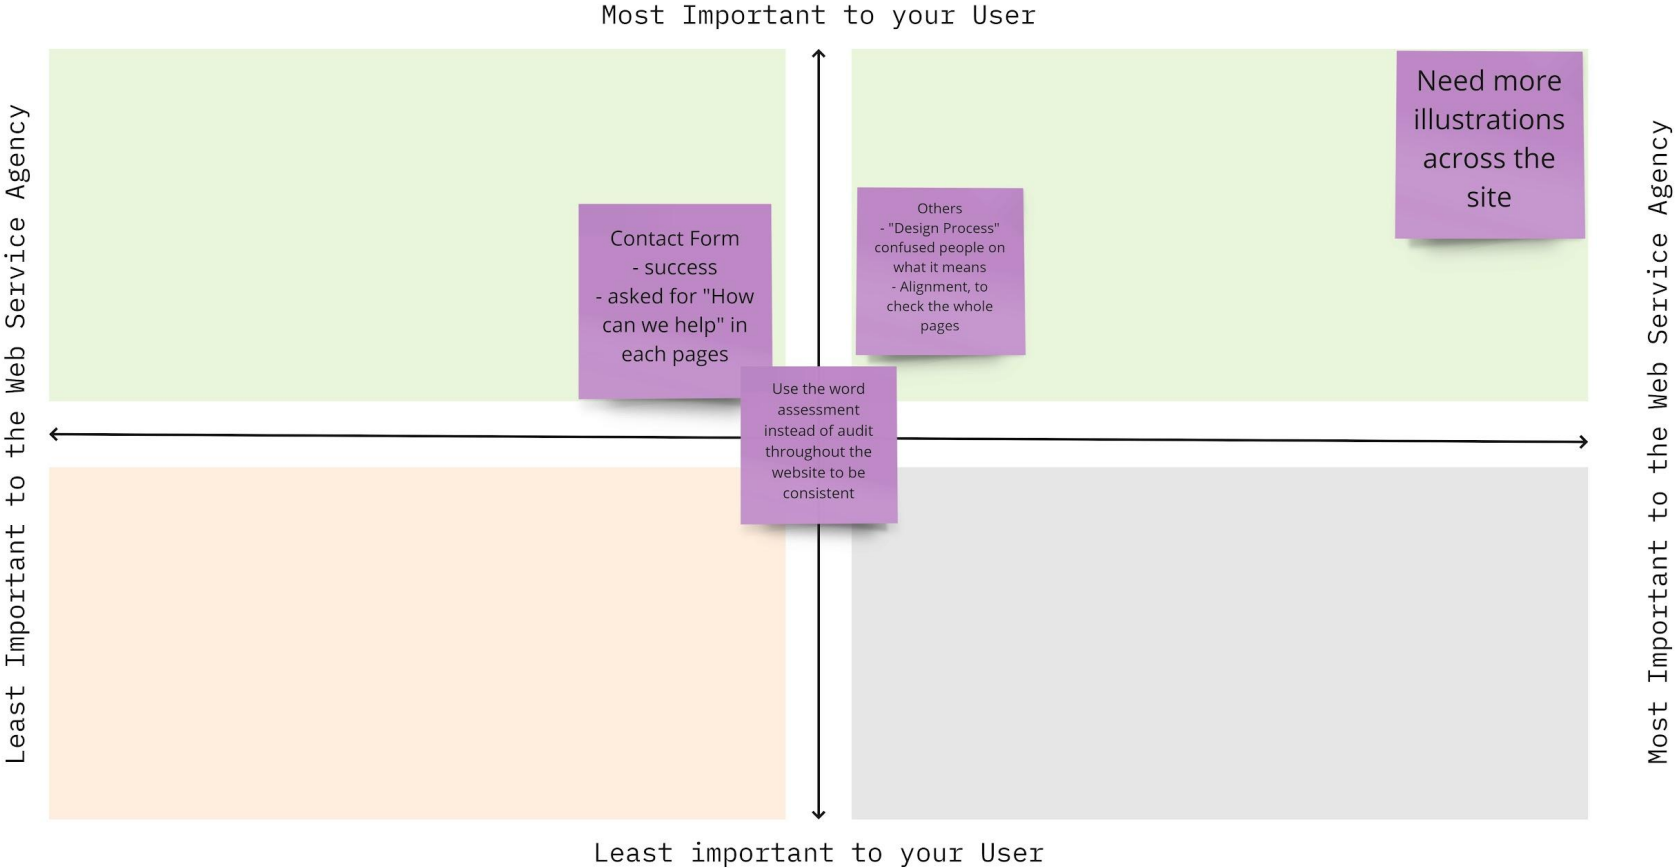 Most Important to your User
Least Important to the Web Service Agency
Need more
illustrations
across the
site
Others
- "Design Process"
confused people on
what it means
- Alignment, to
check the whole
pages
Contact Form
- success
- asked for "How
can we help" in
each pages
Use the word
assessment
instead of audit
throughout the
website to be
consistent
Most Important to the Web Service Agency
Least important to your User